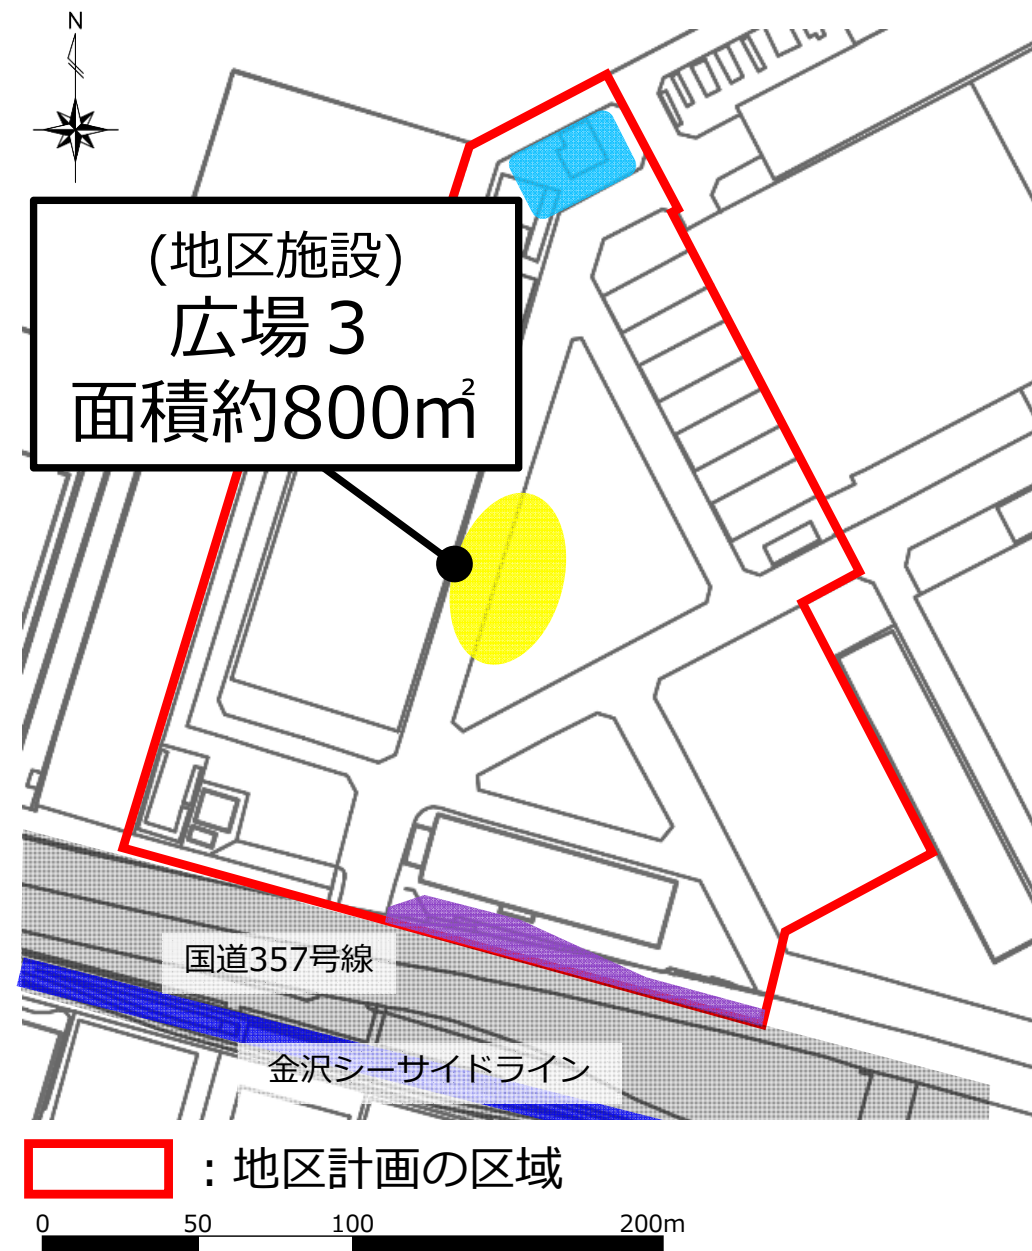 N
(地区施設)
広場３
面積約800㎡
国道357号線
金沢シーサイドライン
：地区計画の区域
0 50 100 200m